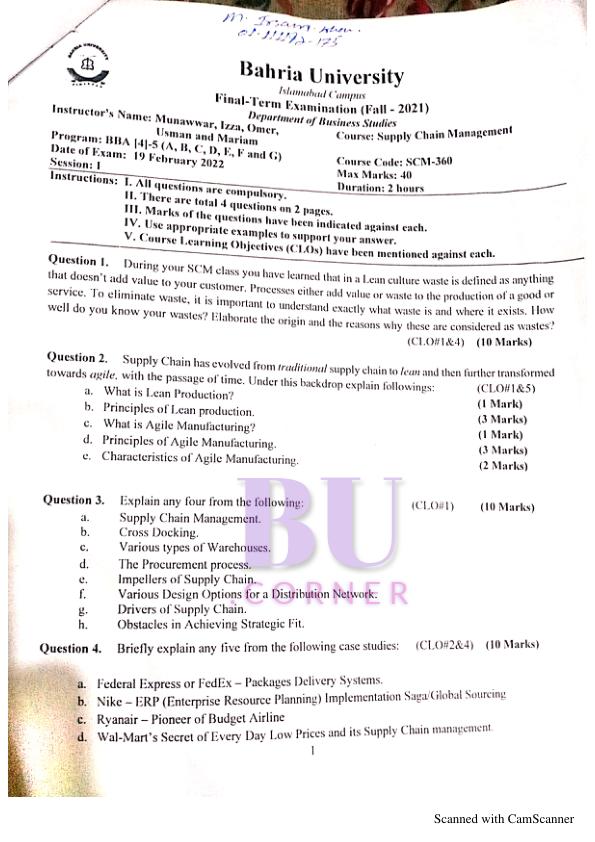 M. Ivsam Khan.
Bahria University
Islamabad Campus
Final-Term Examination (Fall - 2021)
Department of Business Studies
Instructor's Name: Munawwar, Izza, Omer,
Usman and Mariam
Course: Supply Chain Management
Program: BBA [4]-5 (A, B, C, D, E, F and G)
Date of Exam: 19 February 2022
Course Code: SCM-360
Session: I
Max Marks: 40
Duration: 2 hours
Instructions: I. All questions are compulsory.
II. There are total 4 questions on 2 pages.
III. Marks of the questions have been indicated against each.
IV. Use appropriate examples to support your answer.
V. Course Learning Objectives (CLOs) have been mentioned against each.
Question 1. During your SCM class you have learned that in a Lean culture waste is defined as anything
that doesn't add value to your customer. Processes either add value or waste to the production of a good or
service. To eliminate waste, it is important to understand exactly what waste is and where it exists. How
well do you know your wastes? Elaborate the origin and the reasons why these are considered as wastes?
(CLO#1&4) (10 Marks)
Question 2. Supply Chain has evolved from traditional supply chain to lean and then further transformed
towards agile, with the passage of time. Under this backdrop explain followings: (CLO#1&5)
a. What is Lean Production? (1 Mark)
b. Principles of Lean production. (3 Marks)
c. What is Agile Manufacturing? (1 Mark)
d. Principles of Agile Manufacturing. (3 Marks)
e. Characteristics of Agile Manufacturing. (2 Marks)
Question 3. Explain any four from the following: (CLO#1) (10 Marks)
a. Supply Chain Management.
b. Cross Docking.
c. Various types of Warehouses.
d. The Procurement process.
e. Impellers of Supply Chain.
f. Various Design Options for a Distribution Network.
g. Drivers of Supply Chain.
h. Obstacles in Achieving Strategic Fit.
BU
.CORNER
Question 4. Briefly explain any five from the following case studies: (CLO#2&4) (10 Marks)
a. Federal Express or FedEx – Packages Delivery Systems.
b. Nike – ERP (Enterprise Resource Planning) Implementation Saga/Global Sourcing
c. Ryanair – Pioneer of Budget Airline
d. Wal-Mart's Secret of Every Day Low Prices and its Supply Chain management.
1
Scanned with CamScanner